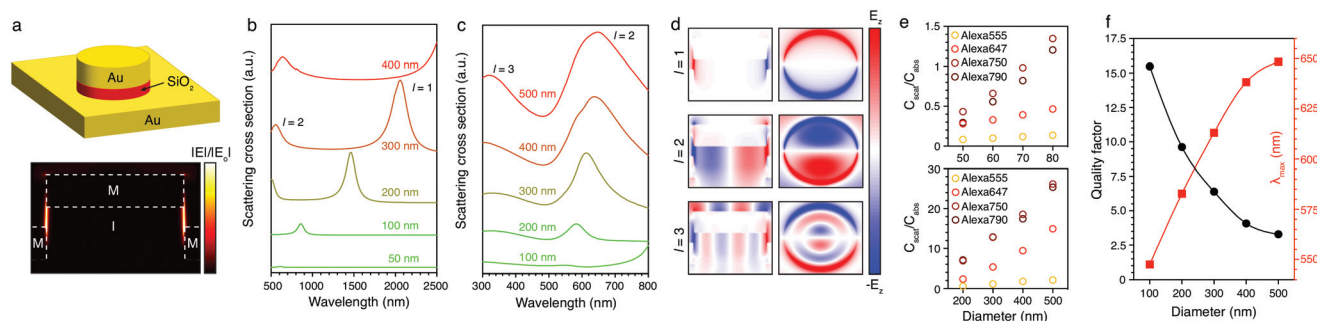 a
Au
SiO2
Au
|E|/|Eo|
M
I
M
M
b
Scattering cross section (a.u.)
400 nm
l = 1
l = 2
300 nm
200 nm
100 nm
50 nm
500 1000 1500 2000 2500
Wavelength (nm)
c
Scattering cross section (a.u.)
l = 2
l = 3
500 nm
400 nm
300 nm
200 nm
100 nm
300 400 500 600 700 800
Wavelength (nm)
d
Ez
l = 1
l = 2
l = 3
-Ez
e
Cscat/Cabs
1.5
1
0.5
0
Alexa555
Alexa647
Alexa750
Alexa790
50 60 70 80
Cscat/Cabs
30
20
10
0
Alexa555
Alexa647
Alexa750
Alexa790
200 300 400 500
Diameter (nm)
f
Quality factor
17.5
15.0
12.5
10.0
7.5
5.0
2.5
0
100 200 300 400 500
Diameter (nm)
650
625
600
575
550
λmax (nm)